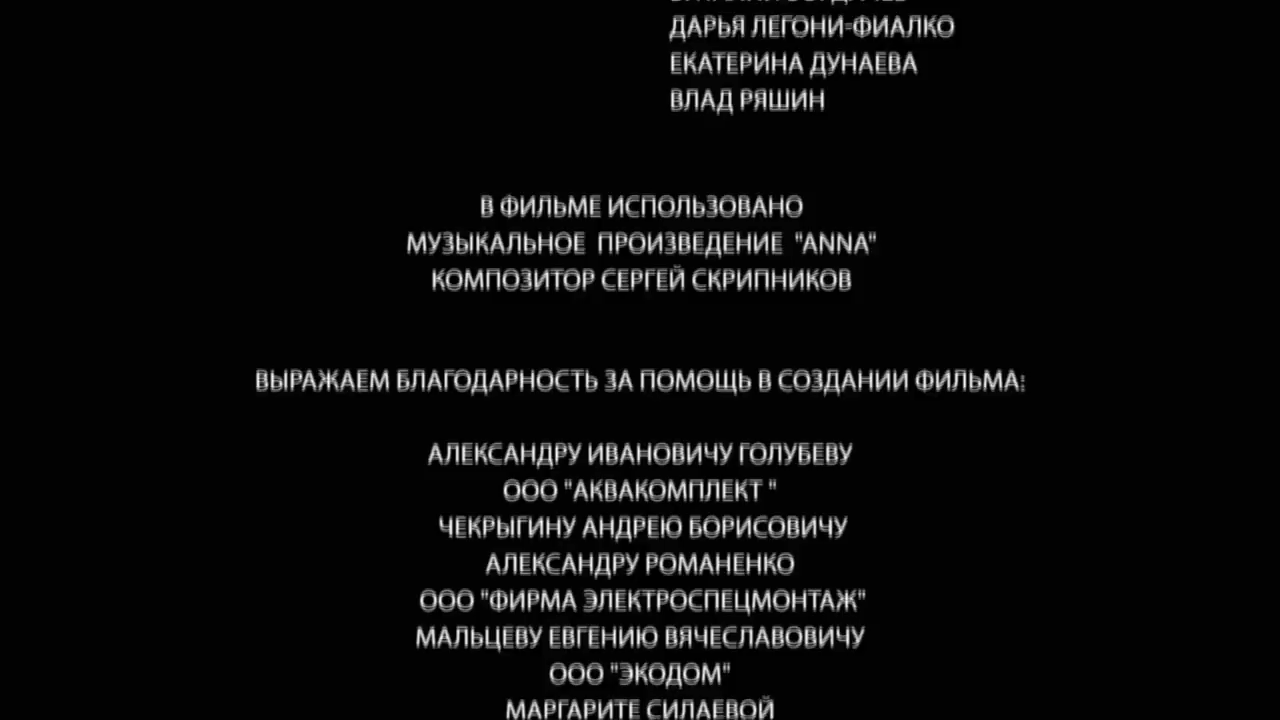 ДАРЬЯ ЛЕГОНИ-ФИАЛКО
ЕКАТЕРИНА ДУНАЕВА
ВЛАД РЯШИН
В ФИЛЬМЕ ИСПОЛЬЗОВАНО
МУЗЫКАЛЬНОЕ ПРОИЗВЕДЕНИЕ "ANNA"
КОМПОЗИТОР СЕРГЕЙ СКРИПНИКОВ
ВЫРАЖАЕМ БЛАГОДАРНОСТЬ ЗА ПОМОЩЬ В СОЗДАНИИ ФИЛЬМА:
АЛЕКСАНДРУ ИВАНОВИЧУ ГОЛУБЕВУ
ООО "АКВАКОМПЛЕКТ "
ЧЕКРЫГИНУ АНДРЕЮ БОРИСОВИЧУ
АЛЕКСАНДРУ РОМАНЕНКО
ООО "ФИРМА ЭЛЕКТРОСПЕЦМОНТАЖ"
МАЛЬЦЕВУ ЕВГЕНИЮ ВЯЧЕСЛАВОВИЧУ
ООО "ЭКОДОМ"
МАРГАРИТЕ СИЛАЕВОЙ